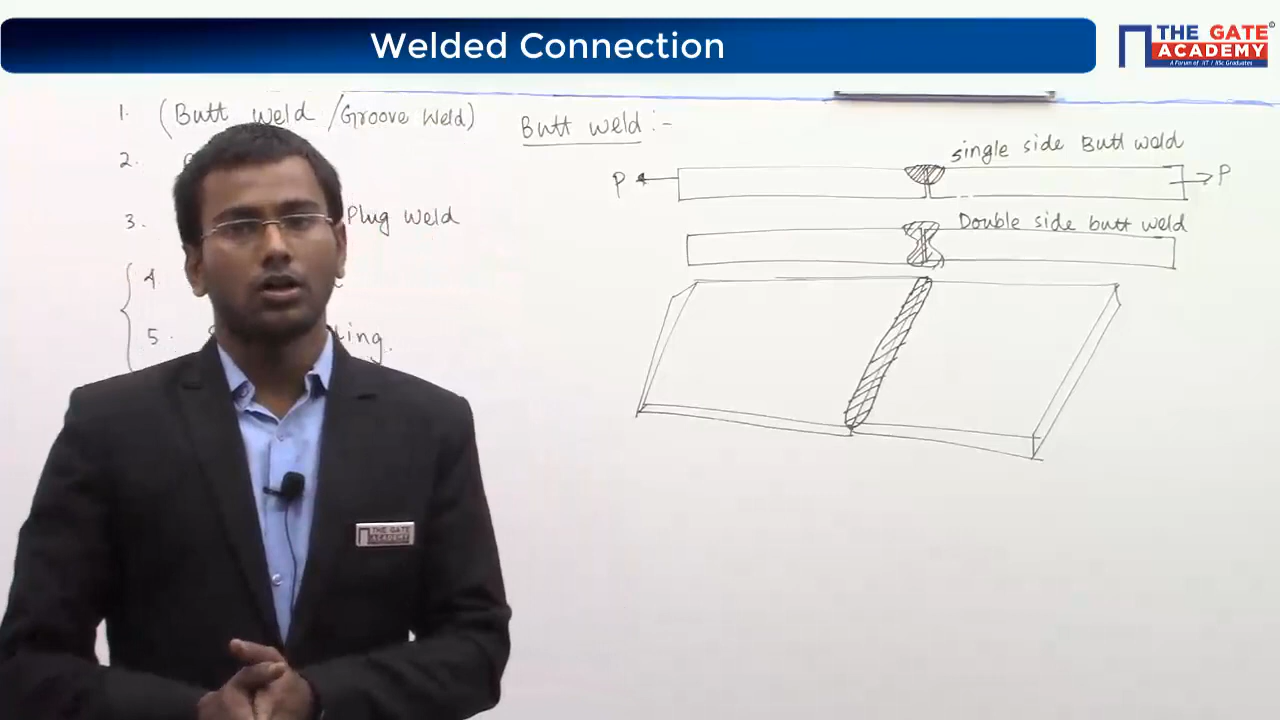 Welded Connection
THE GATE
ACADEMY
A Forum of IIT / IISc Graduates
1. (Butt Weld /Groove Weld)
2.
3. Plug Weld
4
5.
Butt weld :-
single side Butt weld
P P
Double side butt weld
THE GATE
ACADEMY